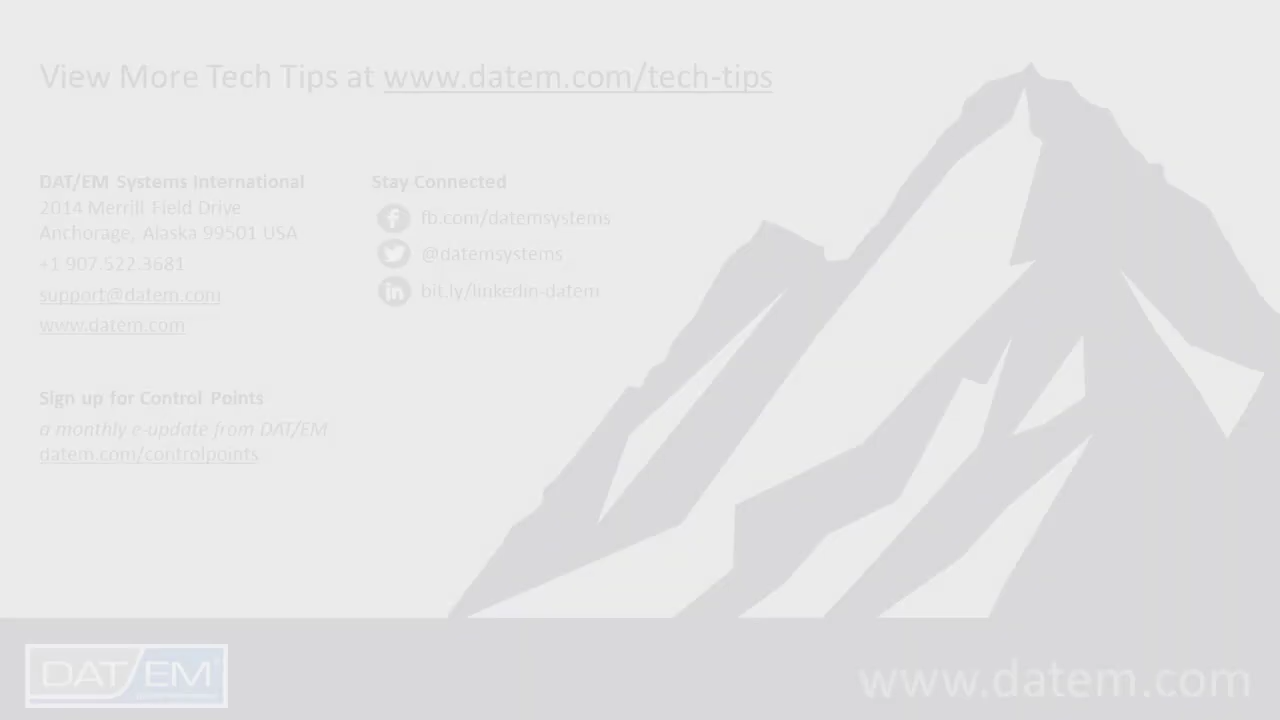 View More Tech Tips at www.datem.com/tech-tips
DAT/EM Systems International
2014 Merrill Field Drive
Anchorage, Alaska 99501 USA
+1 907.522.3681
support@datem.com
www.datem.com
Stay Connected
fb.com/datemsystems
@datemsystems
bit.ly/linkedin-datem
Sign up for Control Points
a monthly e-update from DAT/EM
datem.com/controlpoints
DAT/EM
www.datem.com